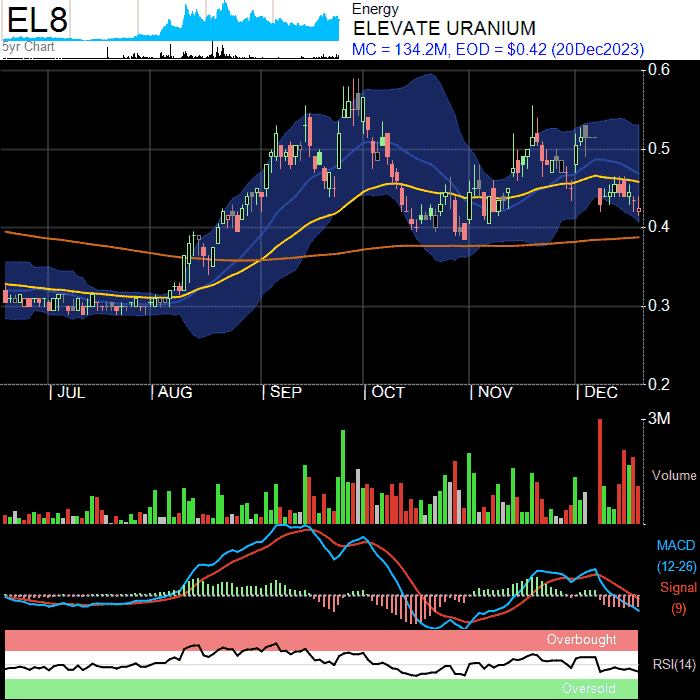 EL8
5yr Chart
Energy
ELEVATE URANIUM
MC = 134.2M, EOD = $0.42 (20Dec2023)
0.6
0.5
0.4
0.3
0.2
| JUL | AUG | SEP | OCT | NOV | DEC
3M
Volume
MACD
(12-26)
Signal
(9)
Overbought
RSI(14)
Oversold